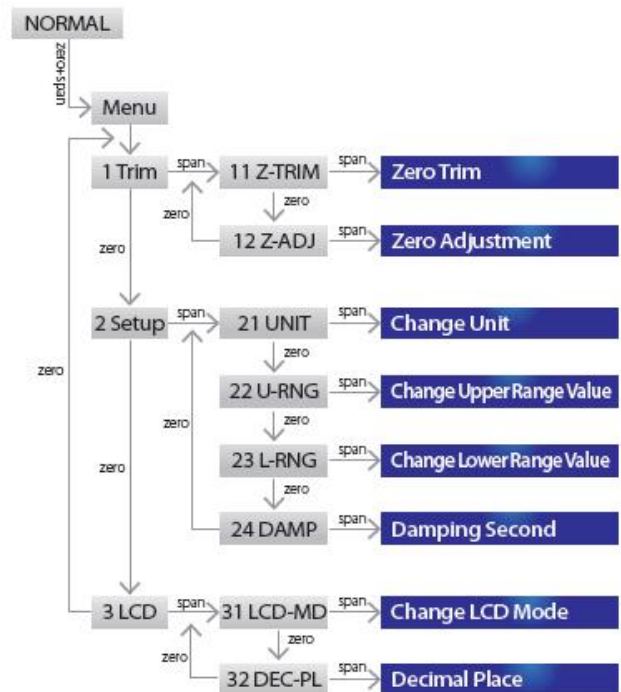 NORMAL
zero+span
Menu
1 Trim
span
11 Z-TRIM
span
Zero Trim
zero
zero
12 Z-ADJ
span
Zero Adjustment
zero
2 Setup
span
21 UNIT
span
Change Unit
zero
22 U-RNG
span
Change Upper Range Value
zero
zero
zero
23 L-RNG
span
Change Lower Range Value
zero
zero
24 DAMP
span
Damping Second
3 LCD
span
31 LCD-MD
span
Change LCD Mode
zero
zero
32 DEC-PL
span
Decimal Place